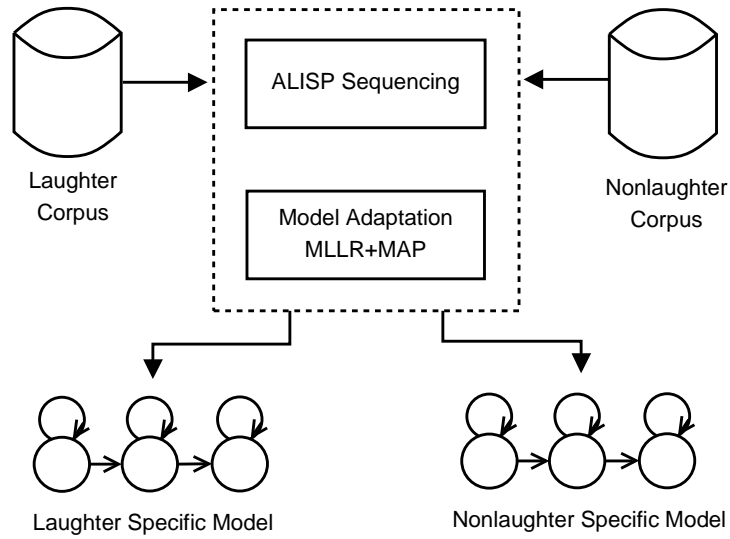 ALISP Sequencing
Laughter
Corpus
Nonlaughter
Corpus
Model Adaptation
MLLR+MAP
Laughter Specific Model
Nonlaughter Specific Model